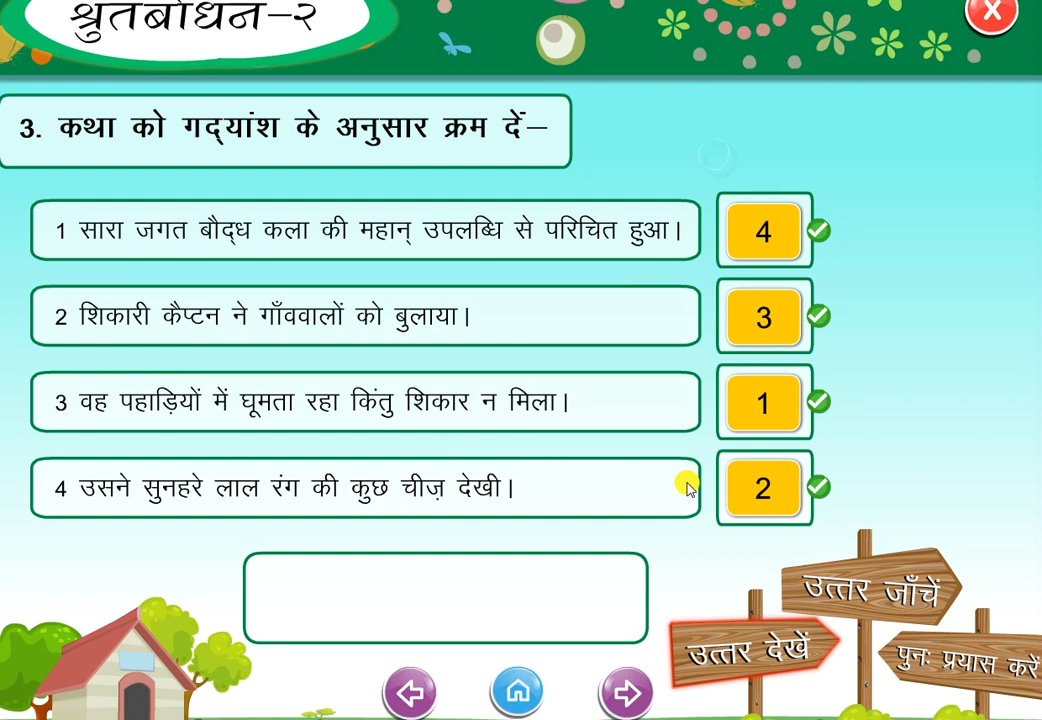 श्रुतबोधन–२
3. कथा को गद्यांश के अनुसार क्रम दें–
1 सारा जगत बौद्ध कला की महान् उपलब्धि से परिचित हुआ। 4
2 शिकारी कैप्टन ने गाँववालों को बुलाया। 3
3 वह पहाड़ियों में घूमता रहा किंतु शिकार न मिला। 1
4 उसने सुनहरे लाल रंग की कुछ चीज़ देखी। 2
उत्तर जाँचें
उत्तर देखें
पुनः प्रयास करें